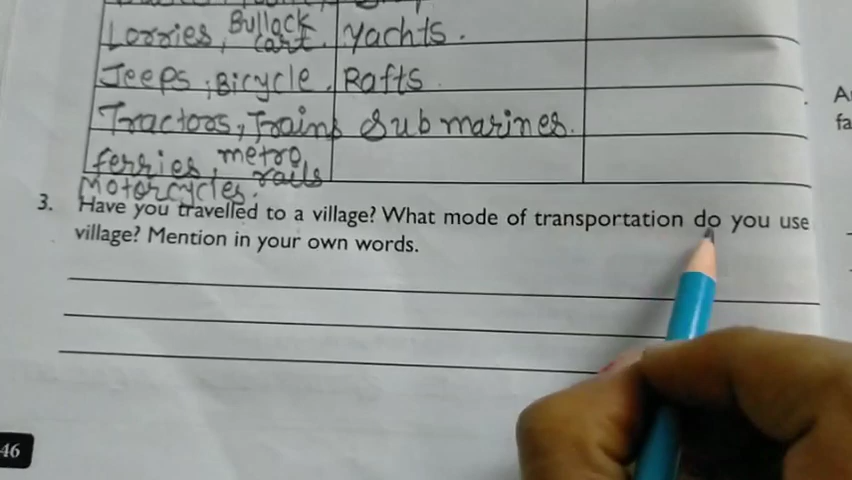 Lorries, Bullock cart. Yachts.
Jeeps, Bicycle. Rafts
Tractors, Trains Submarines.
ferries, metro rails
Motorcycles.
3. Have you travelled to a village? What mode of transportation do you use
village? Mention in your own words.
46